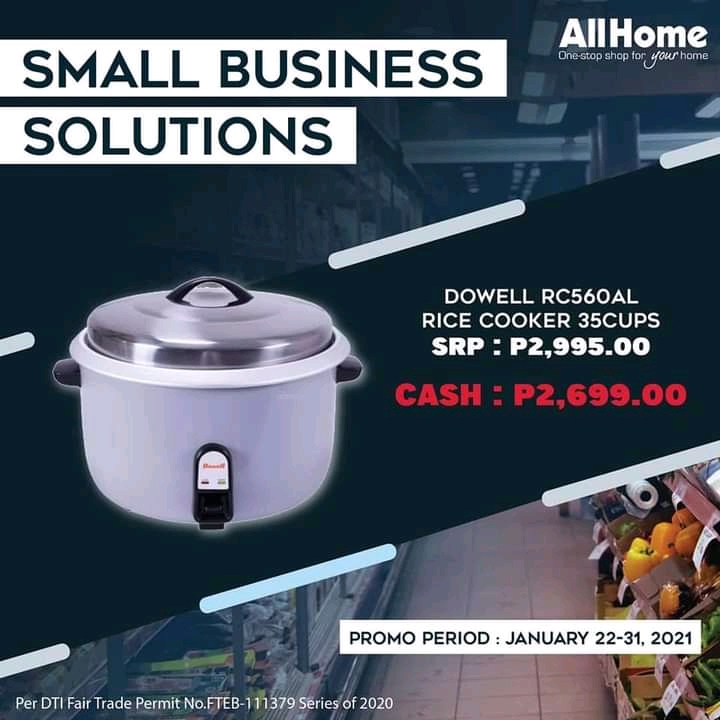 AllHome
One-stop shop for your home
SMALL BUSINESS
SOLUTIONS
DOWELL RC560AL
RICE COOKER 35CUPS
SRP : P2,995.00
CASH : P2,699.00
Dowell
PROMO PERIOD : JANUARY 22-31, 2021
Per DTI Fair Trade Permit No.FTEB-111379 Series of 2020